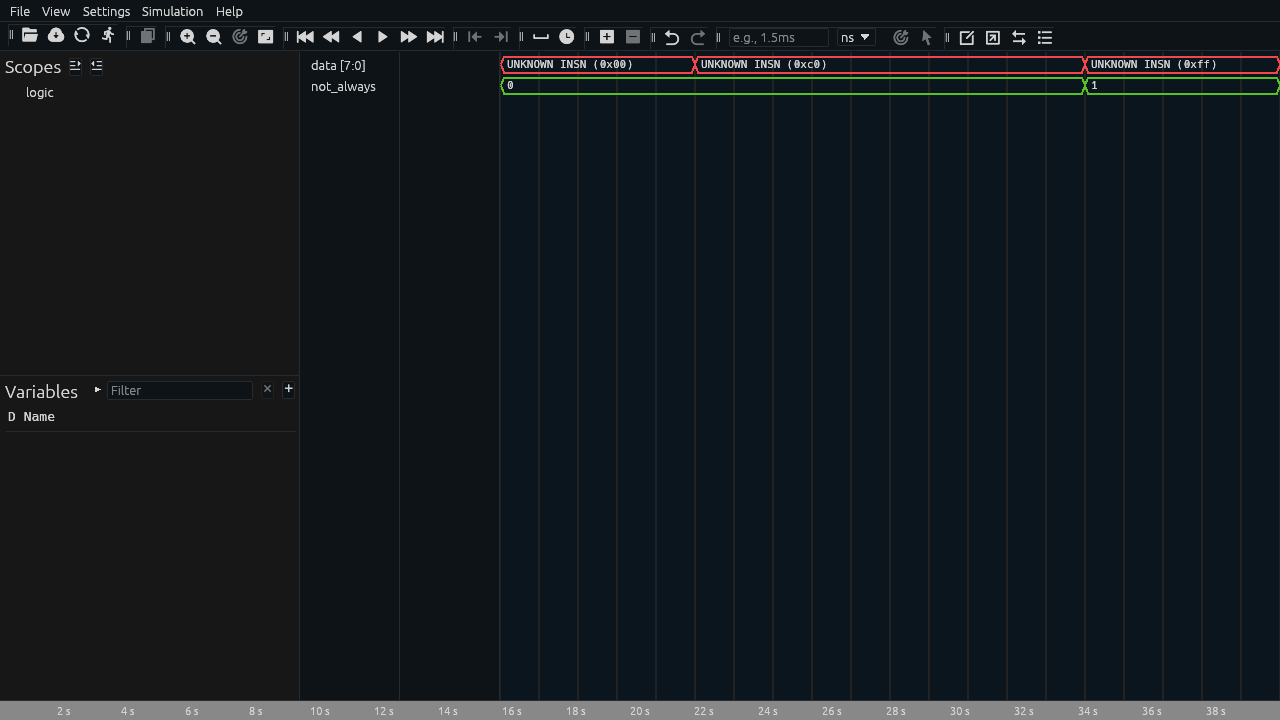 File View Settings Simulation Help
e.g., 1.5ms ns
Scopes
logic
data [7:0] UNKNOWN INSN (0x00) UNKNOWN INSN (0xc0) UNKNOWN INSN (0xff)
not_always 0 1
Variables Filter
D Name
2 s 4 s 6 s 8 s 10 s 12 s 14 s 16 s 18 s 20 s 22 s 24 s 26 s 28 s 30 s 32 s 34 s 36 s 38 s